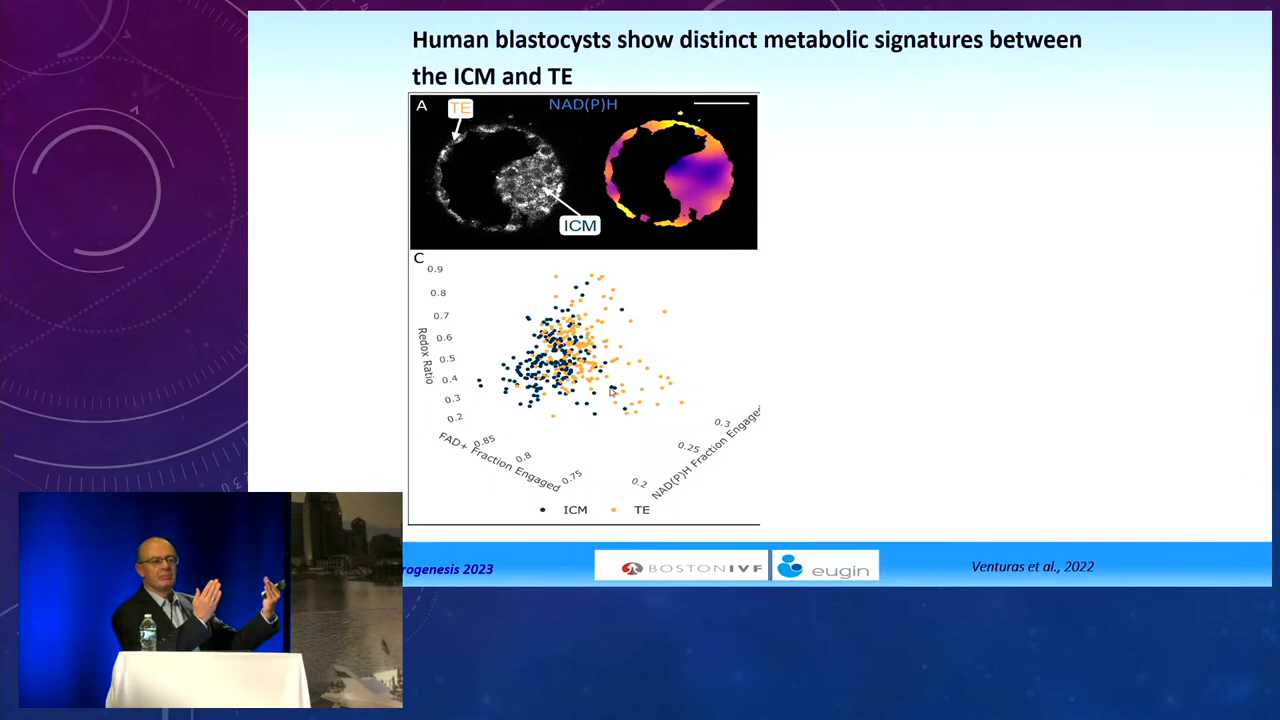 Human blastocysts show distinct metabolic signatures between
the ICM and TE
A
TE
NAD(P)H
ICM
C
0.9
0.8
0.7
0.6
0.5
0.4
0.3
0.2
Redox Ratio
0.85
0.8
0.75
FAD+ Fraction Engaged
0.3
0.25
0.2
NAD(P)H Fraction Engaged
ICM TE
rogenesis 2023
BOSTON IVF
eugin
Venturas et al., 2022